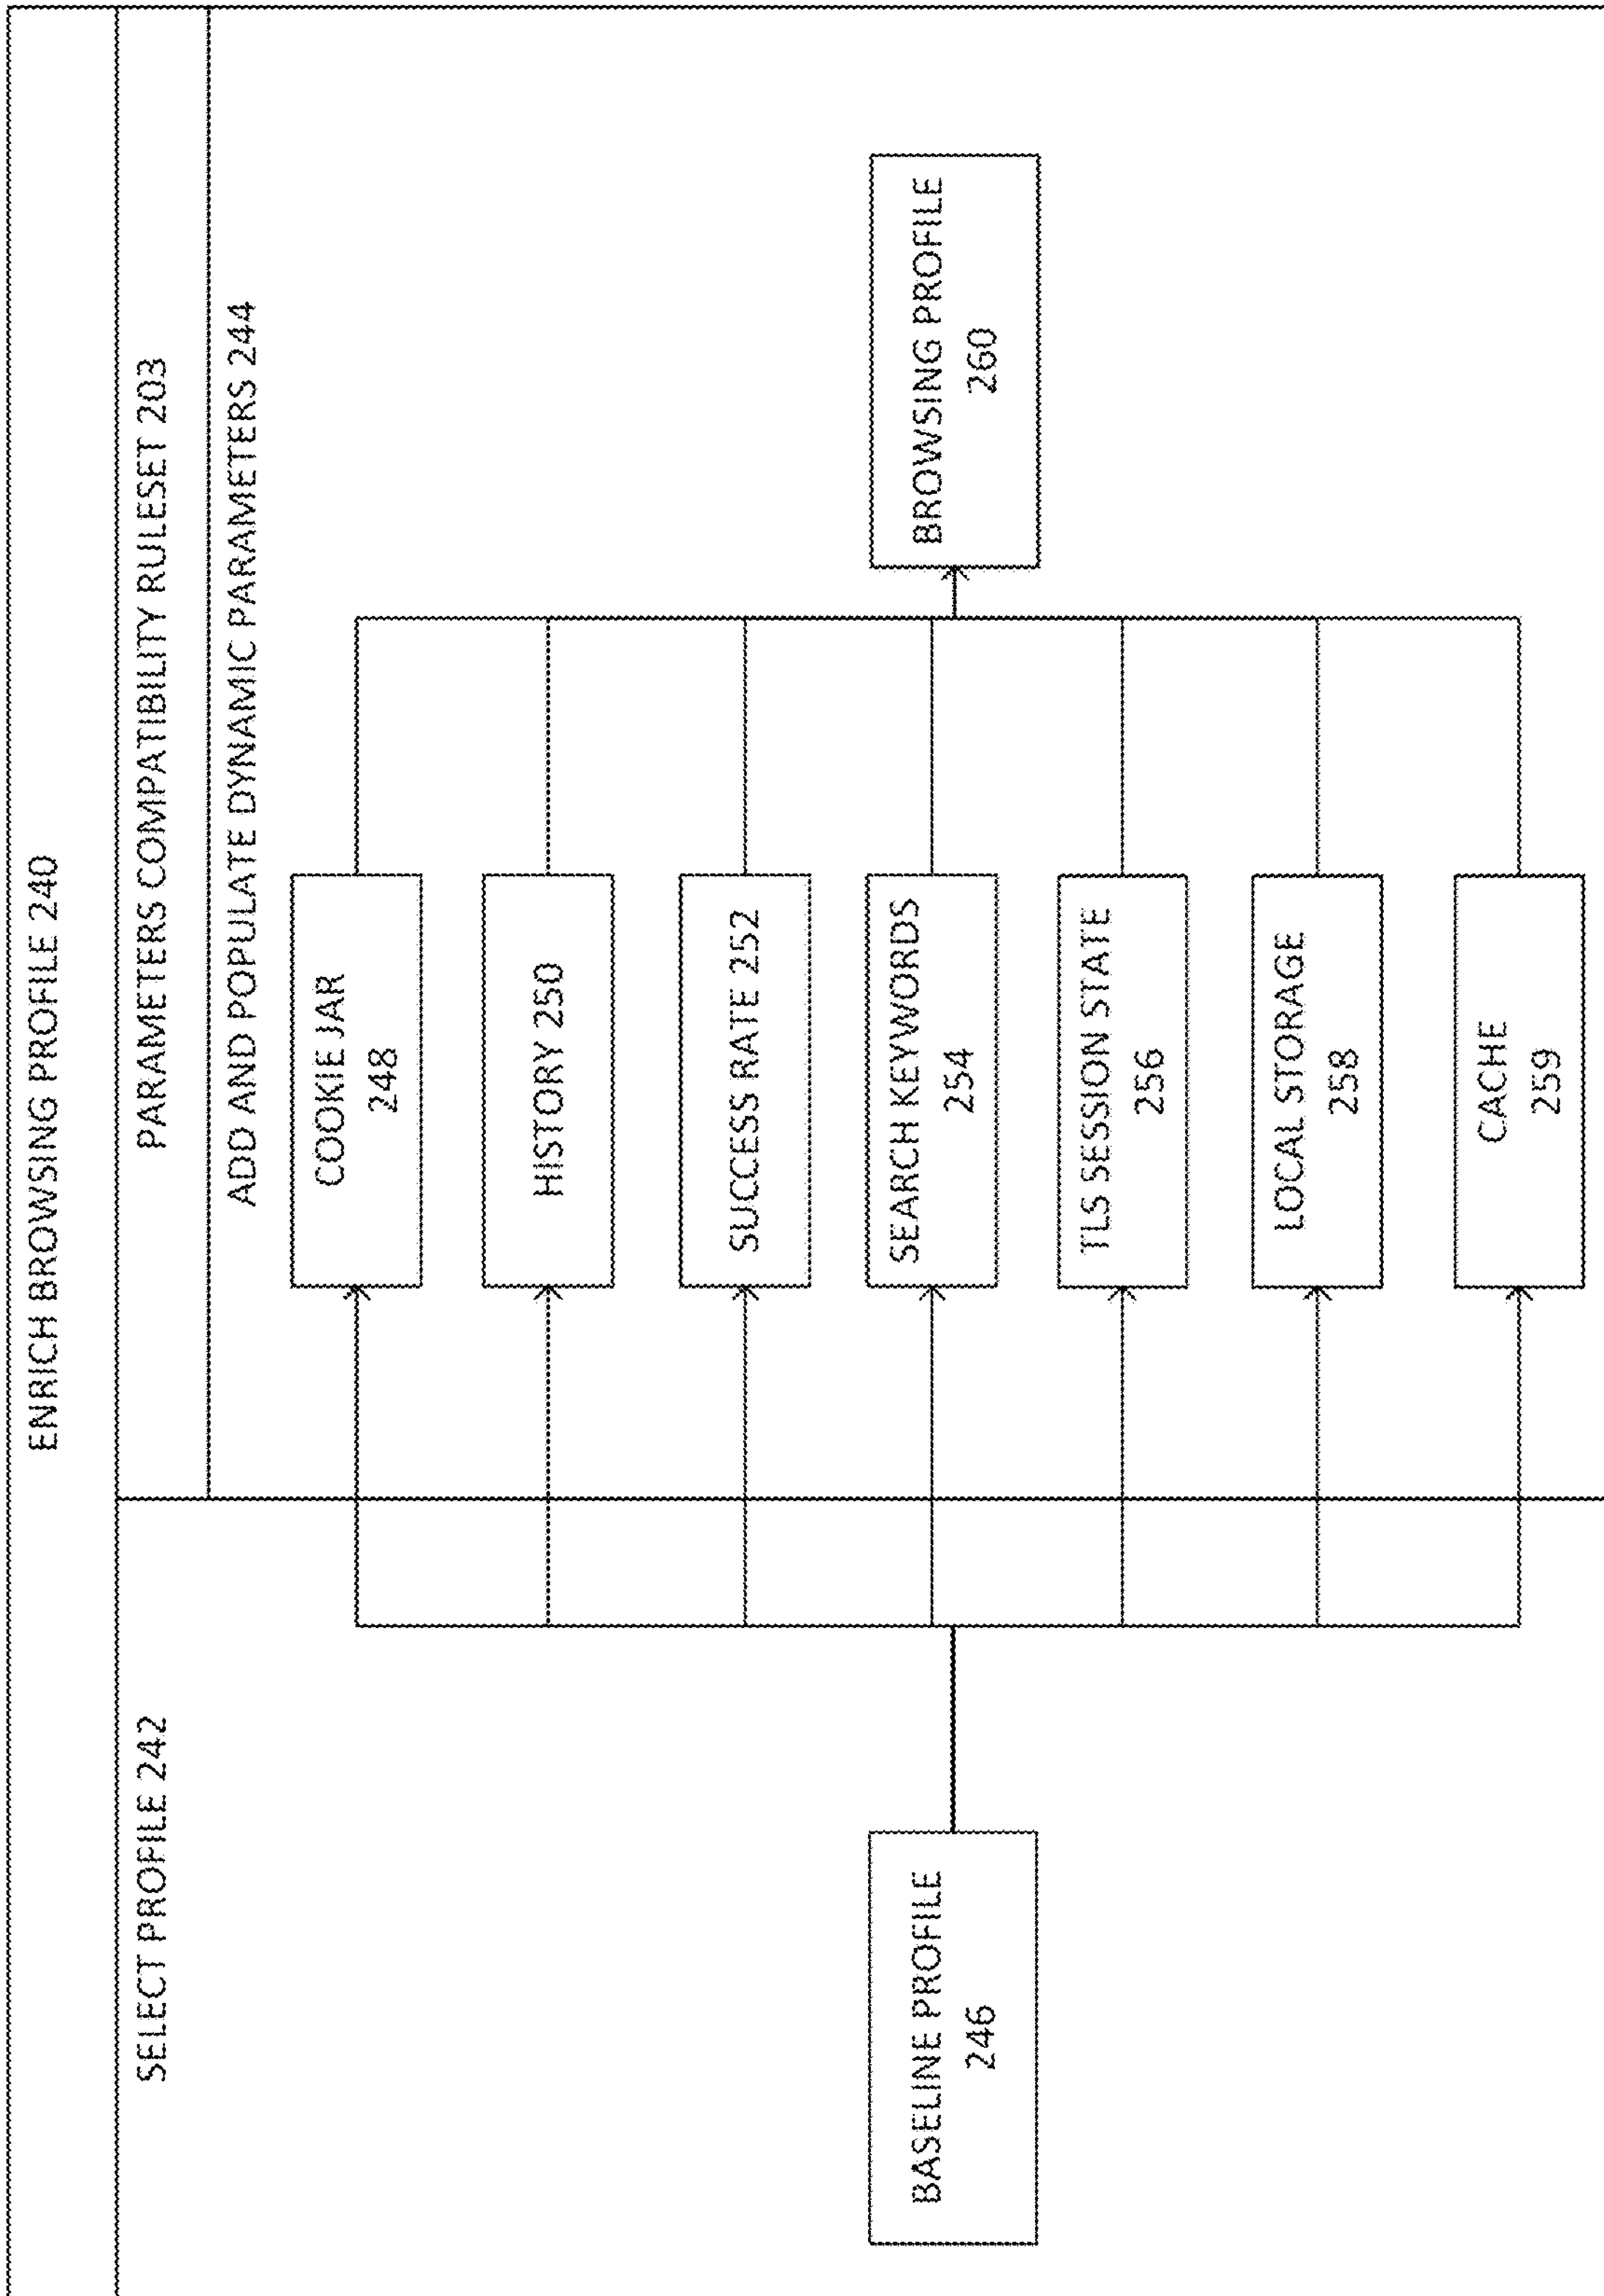 ENRICH BROWSING PROFILE 240
SELECT PROFILE 242
PARAMETERS COMPATIBILITY RULESET 203
ADD AND POPULATE DYNAMIC PARAMETERS 244
BASELINE PROFILE
246
COOKIE JAR
248
HISTORY 250
SUCCESS RATE 252
SEARCH KEYWORDS
254
TLS SESSION STATE
256
LOCAL STORAGE
258
CACHE
259
BROWSING PROFILE
260